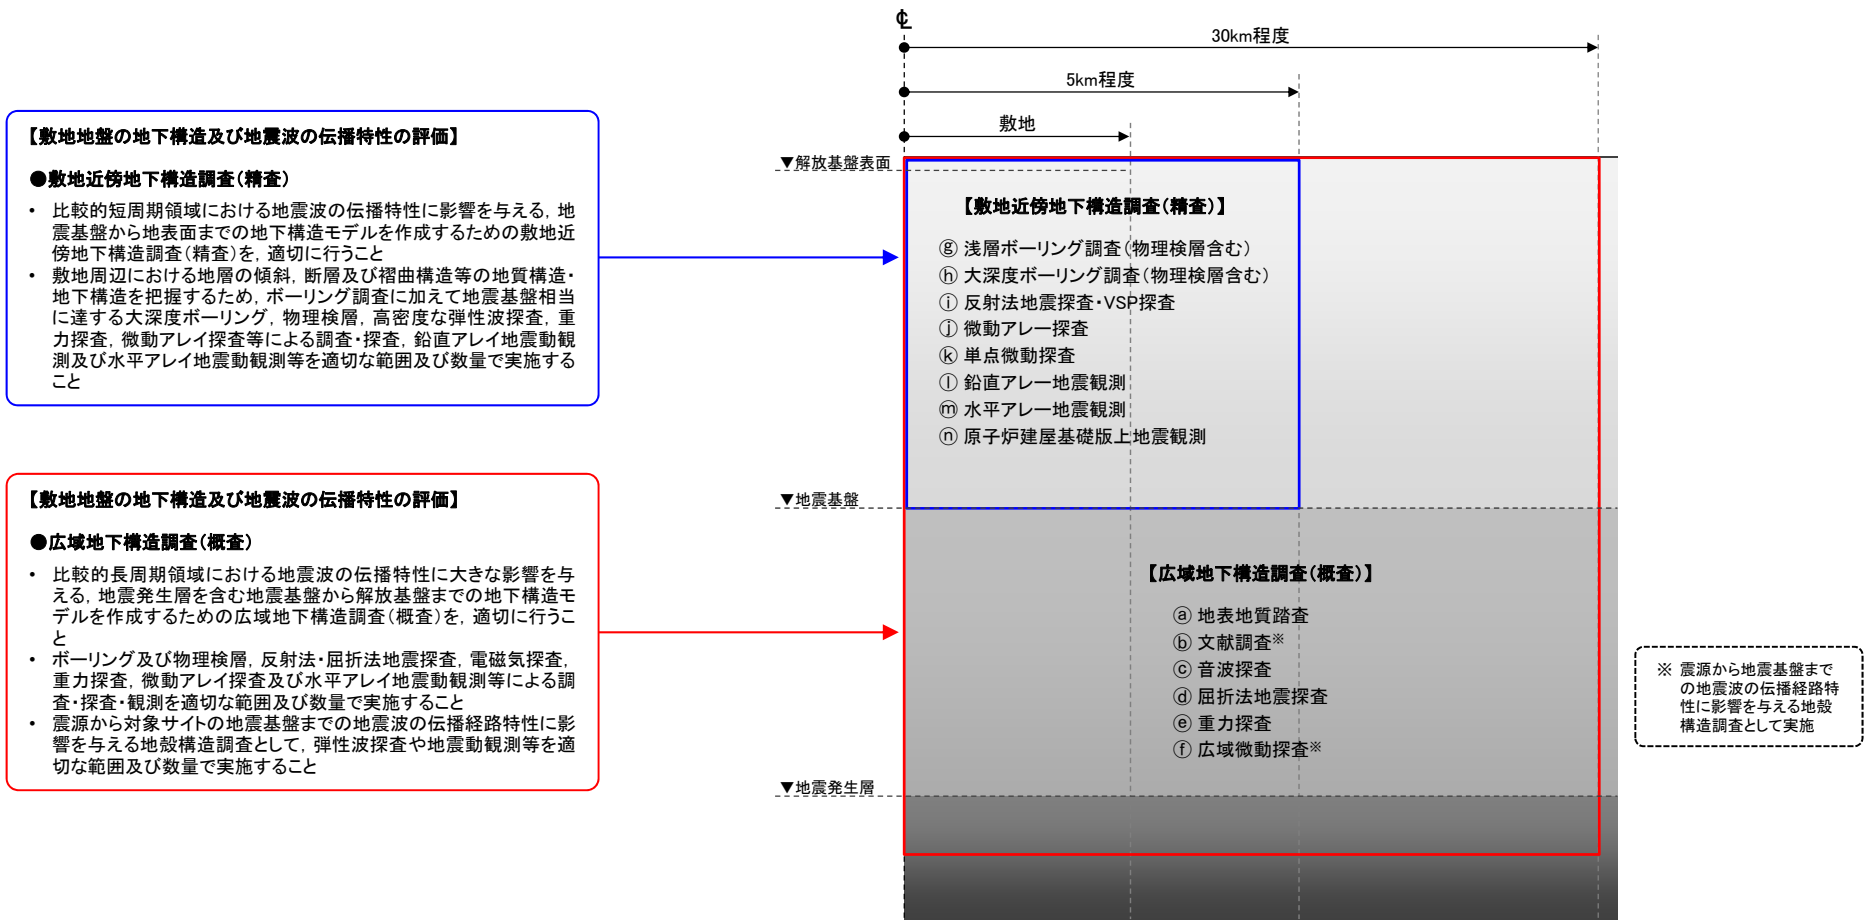 ℄
30km程度
5km程度
敷地
【敷地地盤の地下構造及び地震波の伝播特性の評価】
●敷地近傍地下構造調査(精査)
・ 比較的短周期領域における地震波の伝播特性に影響を与える，地
震基盤から地表面までの地下構造モデルを作成するための敷地近
傍地下構造調査(精査)を，適切に行うこと
・ 敷地周辺における地層の傾斜，断層及び褶曲構造等の地質構造・
地下構造を把握するため，ボーリング調査に加えて地震基盤相当
に達する大深度ボーリング，物理検層，高密度な弾性波探査，重
力探査，微動アレイ探査等による調査・探査，鉛直アレイ地震動観
測及び水平アレイ地震動観測等を適切な範囲及び数量で実施する
こと
▼解放基盤表面
【敷地近傍地下構造調査(精査)】
ⓖ 浅層ボーリング調査(物理検層含む)
ⓗ 大深度ボーリング調査(物理検層含む)
ⓘ 反射法地震探査・VSP探査
ⓙ 微動アレー探査
ⓚ 単点微動探査
ⓛ 鉛直アレー地震観測
ⓜ 水平アレー地震観測
ⓝ 原子炉建屋基礎版上地震観測
▼地震基盤
【敷地地盤の地下構造及び地震波の伝播特性の評価】
●広域地下構造調査(概査)
・ 比較的長周期領域における地震波の伝播特性に大きな影響を与
える，地震発生層を含む地震基盤から解放基盤までの地下構造モ
デルを作成するための広域地下構造調査(概査)を，適切に行うこ
と
・ ボーリング及び物理検層，反射法・屈折法地震探査，電磁気探査，
重力探査，微動アレイ探査及び水平アレイ地震動観測等による調
査・探査・観測を適切な範囲及び数量で実施すること
・ 震源から対象サイトの地震基盤までの地震波の伝播経路特性に影
響を与える地殻構造調査として，弾性波探査や地震動観測等を適
切な範囲及び数量で実施すること
【広域地下構造調査(概査)】
ⓐ 地表地質踏査
ⓑ 文献調査※
ⓒ 音波探査
ⓓ 屈折法地震探査
ⓔ 重力探査
ⓕ 広域微動探査※
▼地震発生層
※ 震源から地震基盤まで
の地震波の伝播経路特
性に影響を与える地殻
構造調査として実施